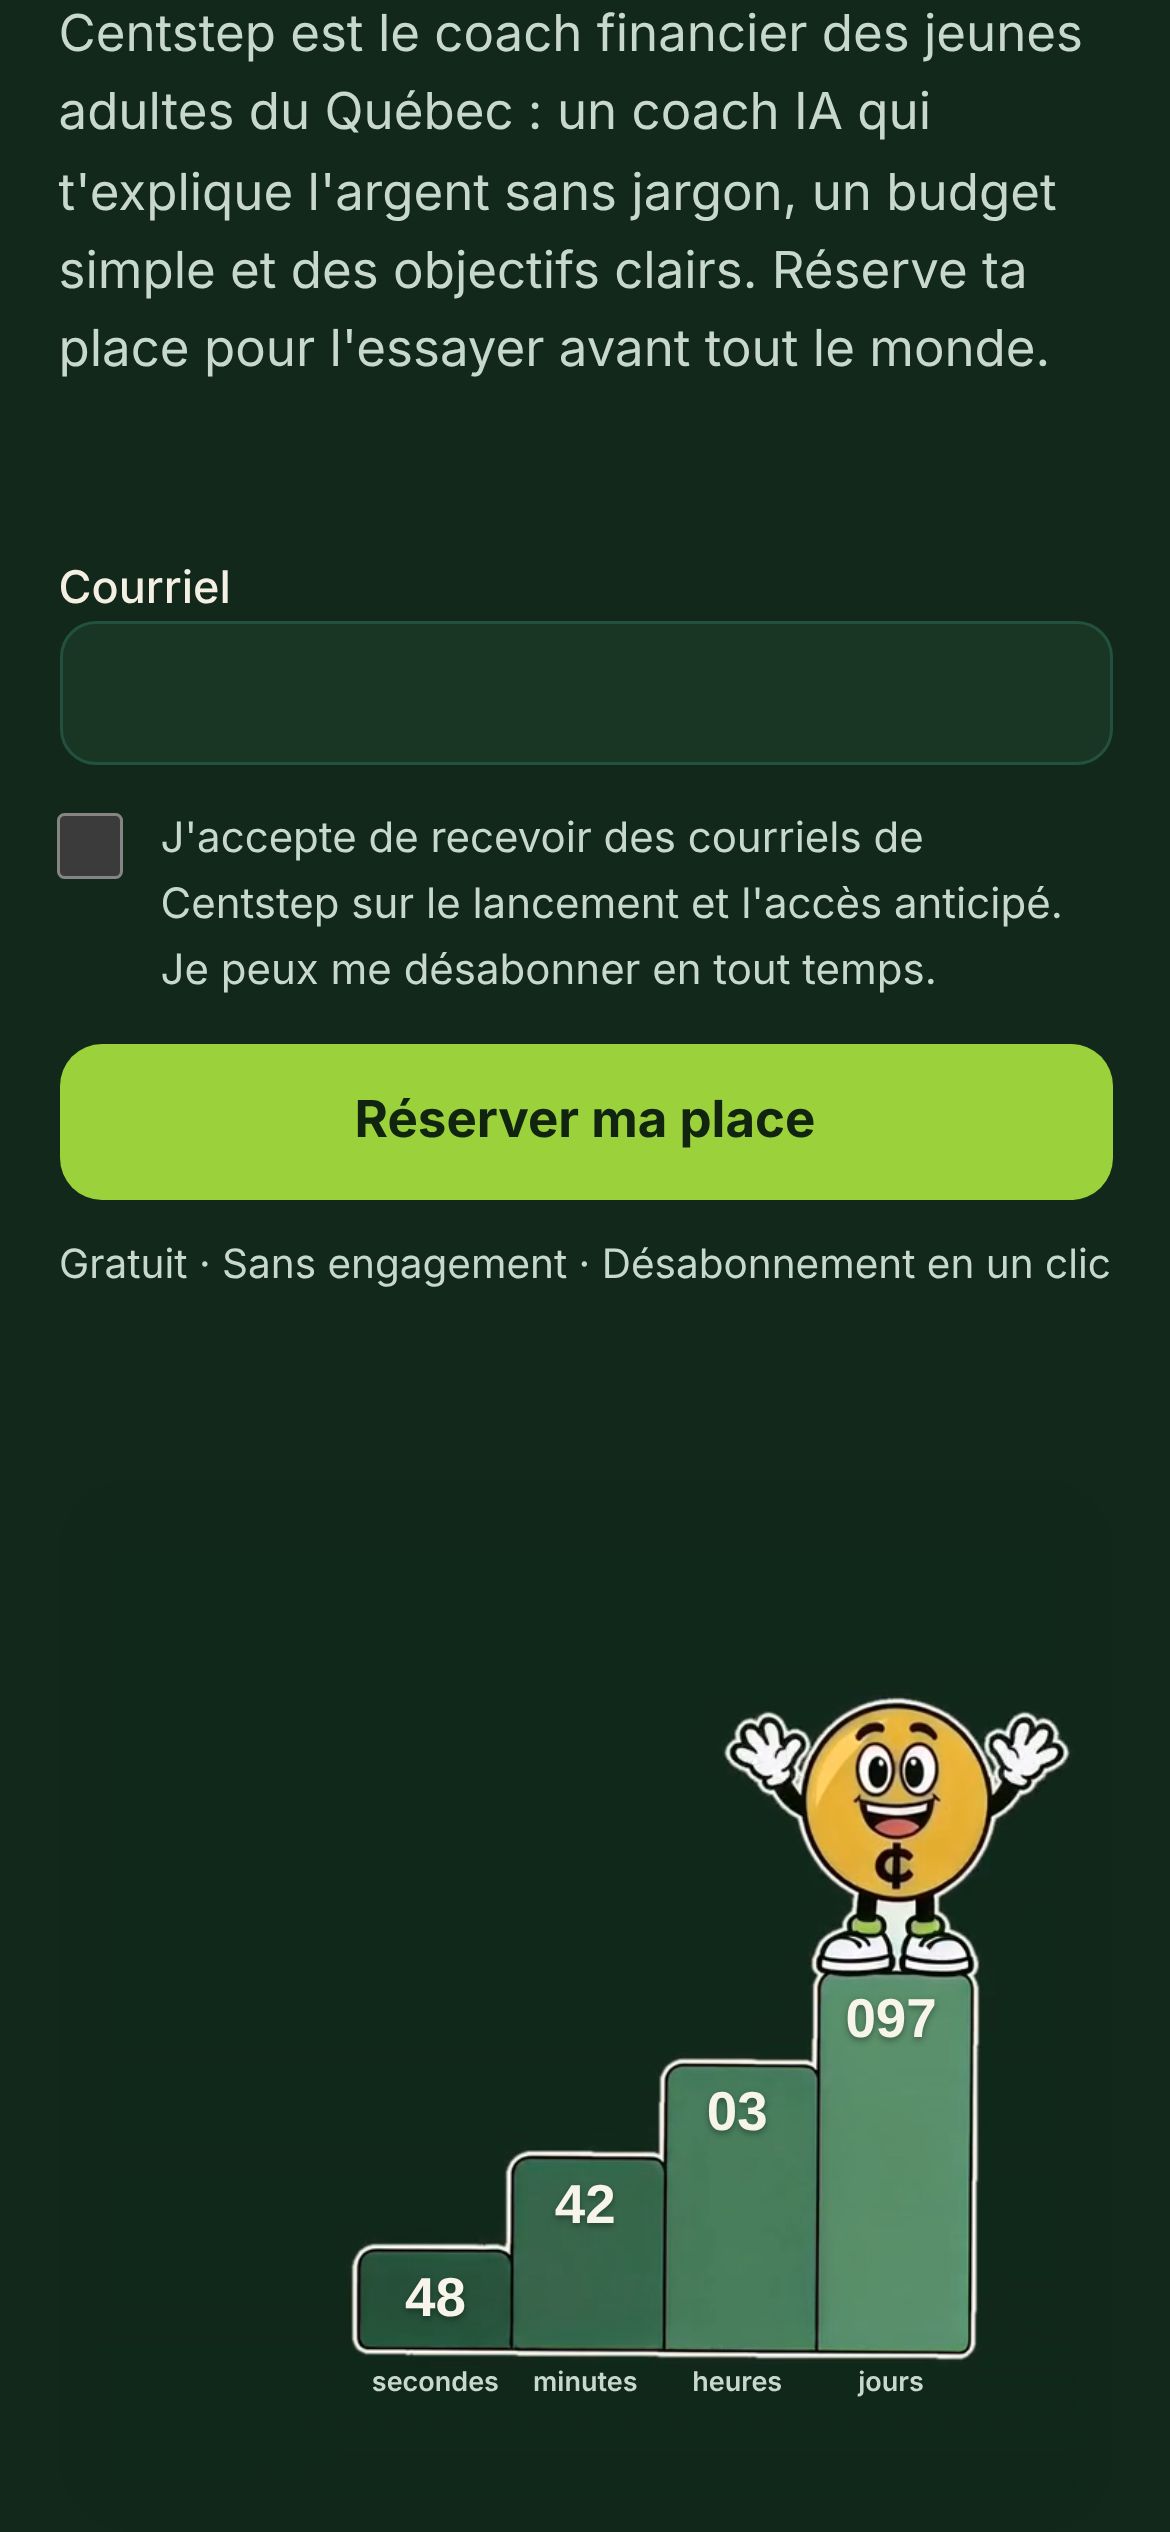 Centstep est le coach financier des jeunes
adultes du Québec : un coach IA qui
t'explique l'argent sans jargon, un budget
simple et des objectifs clairs. Réserve ta
place pour l'essayer avant tout le monde.
Courriel
J'accepte de recevoir des courriels de
Centstep sur le lancement et l'accès anticipé.
Je peux me désabonner en tout temps.
Réserver ma place
Gratuit · Sans engagement · Désabonnement en un clic
¢
097
03
42
48
secondes minutes heures jours